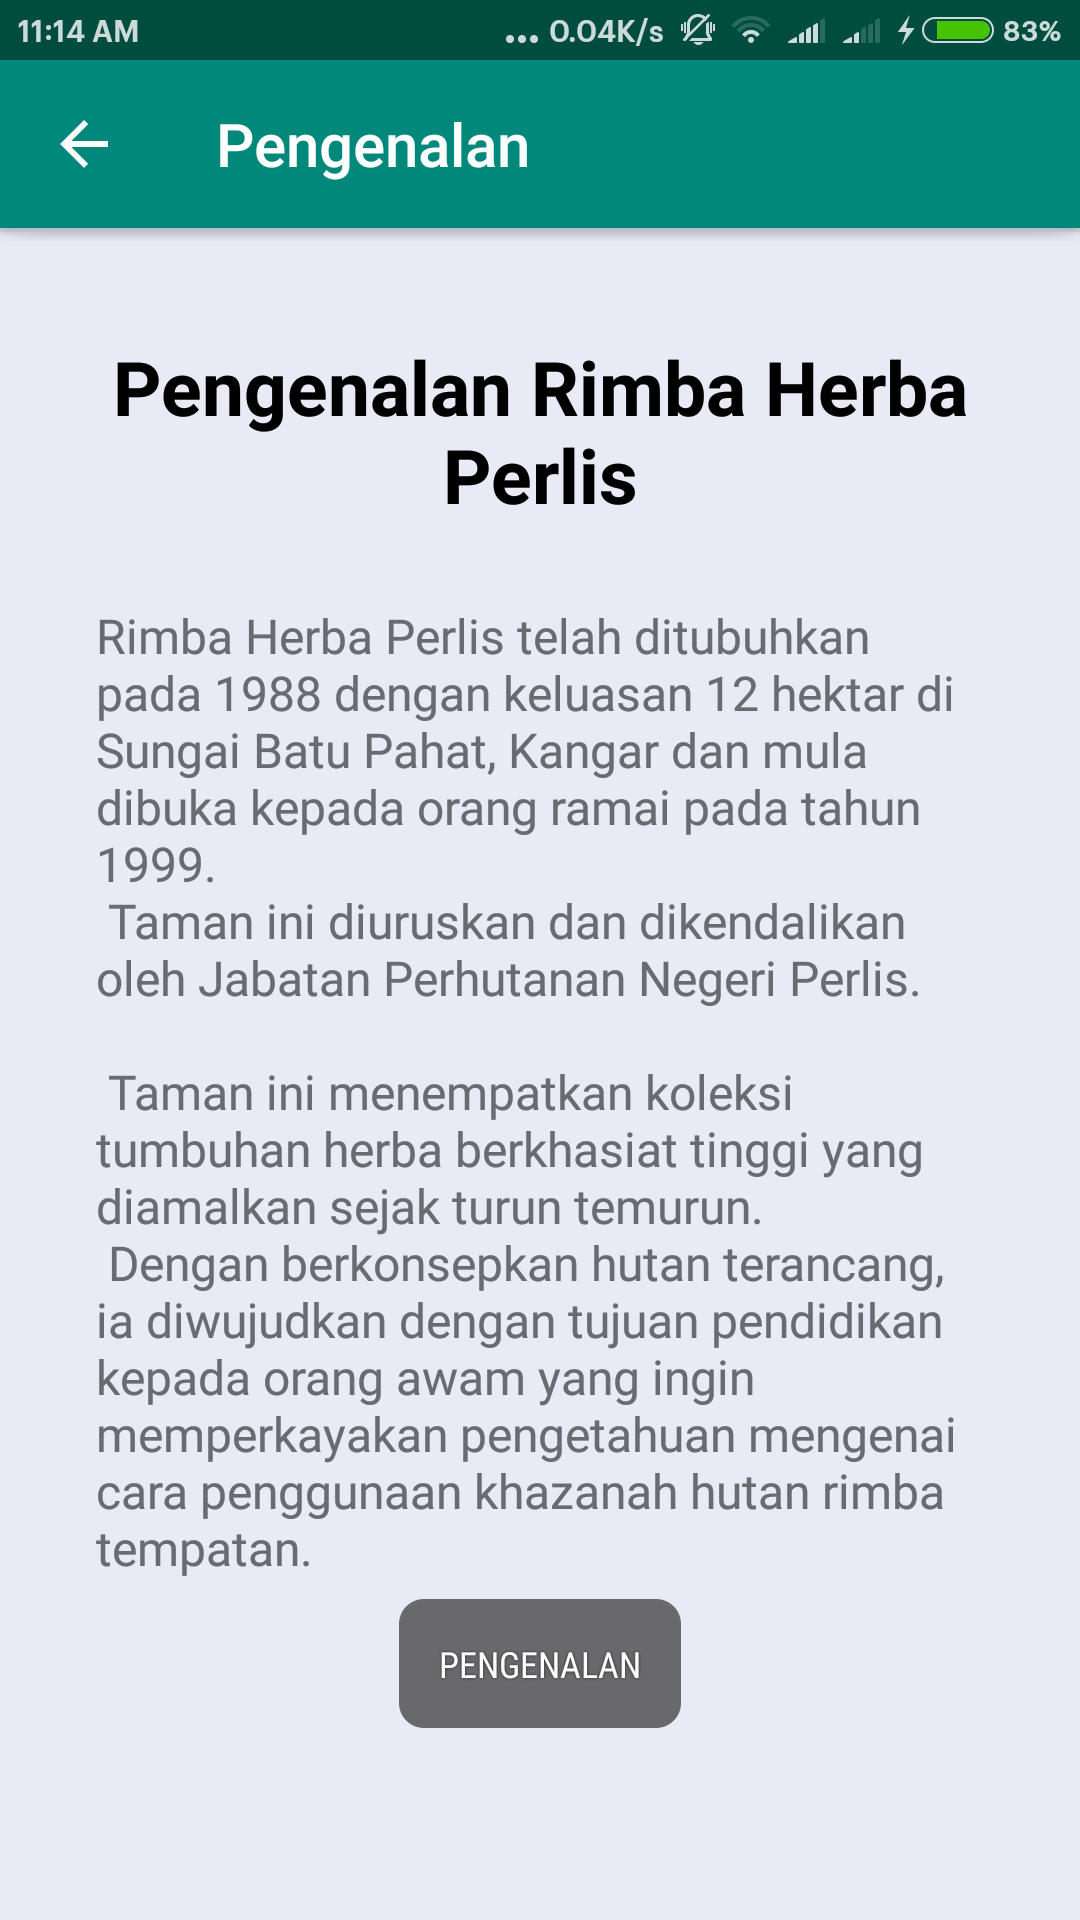 11:14 AM ... 0.04K/s 83%
Pengenalan
Pengenalan Rimba Herba
Perlis
Rimba Herba Perlis telah ditubuhkan
pada 1988 dengan keluasan 12 hektar di
Sungai Batu Pahat, Kangar dan mula
dibuka kepada orang ramai pada tahun
1999.
Taman ini diuruskan dan dikendalikan
oleh Jabatan Perhutanan Negeri Perlis.
Taman ini menempatkan koleksi
tumbuhan herba berkhasiat tinggi yang
diamalkan sejak turun temurun.
Dengan berkonsepkan hutan terancang,
ia diwujudkan dengan tujuan pendidikan
kepada orang awam yang ingin
memperkayakan pengetahuan mengenai
cara penggunaan khazanah hutan rimba
tempatan.
PENGENALAN